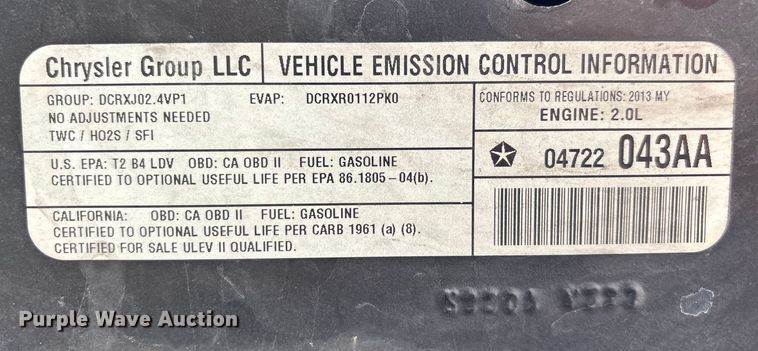 Chrysler Group LLC | VEHICLE EMISSION CONTROL INFORMATION
GROUP: DCRXJ02.4VP1 EVAP: DCRXR0112PK0
NO ADJUSTMENTS NEEDED
TWC / HO2S / SFI
CONFORMS TO REGULATIONS: 2013 MY
ENGINE: 2.0L
U.S. EPA: T2 B4 LDV OBD: CA OBD II FUEL: GASOLINE
CERTIFIED TO OPTIONAL USEFUL LIFE PER EPA 86.1805-04(b).
04722 043AA
CALIFORNIA: OBD: CA OBD II FUEL: GASOLINE
CERTIFIED TO OPTIONAL USEFUL LIFE PER CARB 1961 (a) (8).
CERTIFIED FOR SALE ULEV II QUALIFIED.
Purple Wave Auction